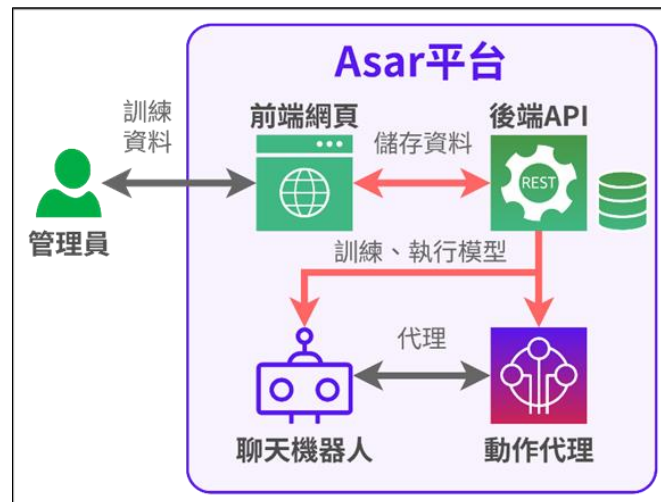 Asar平台
訓練
資料
前端網頁
後端API
儲存資料
REST
管理員
訓練、執行模型
代理
聊天機器人
動作代理